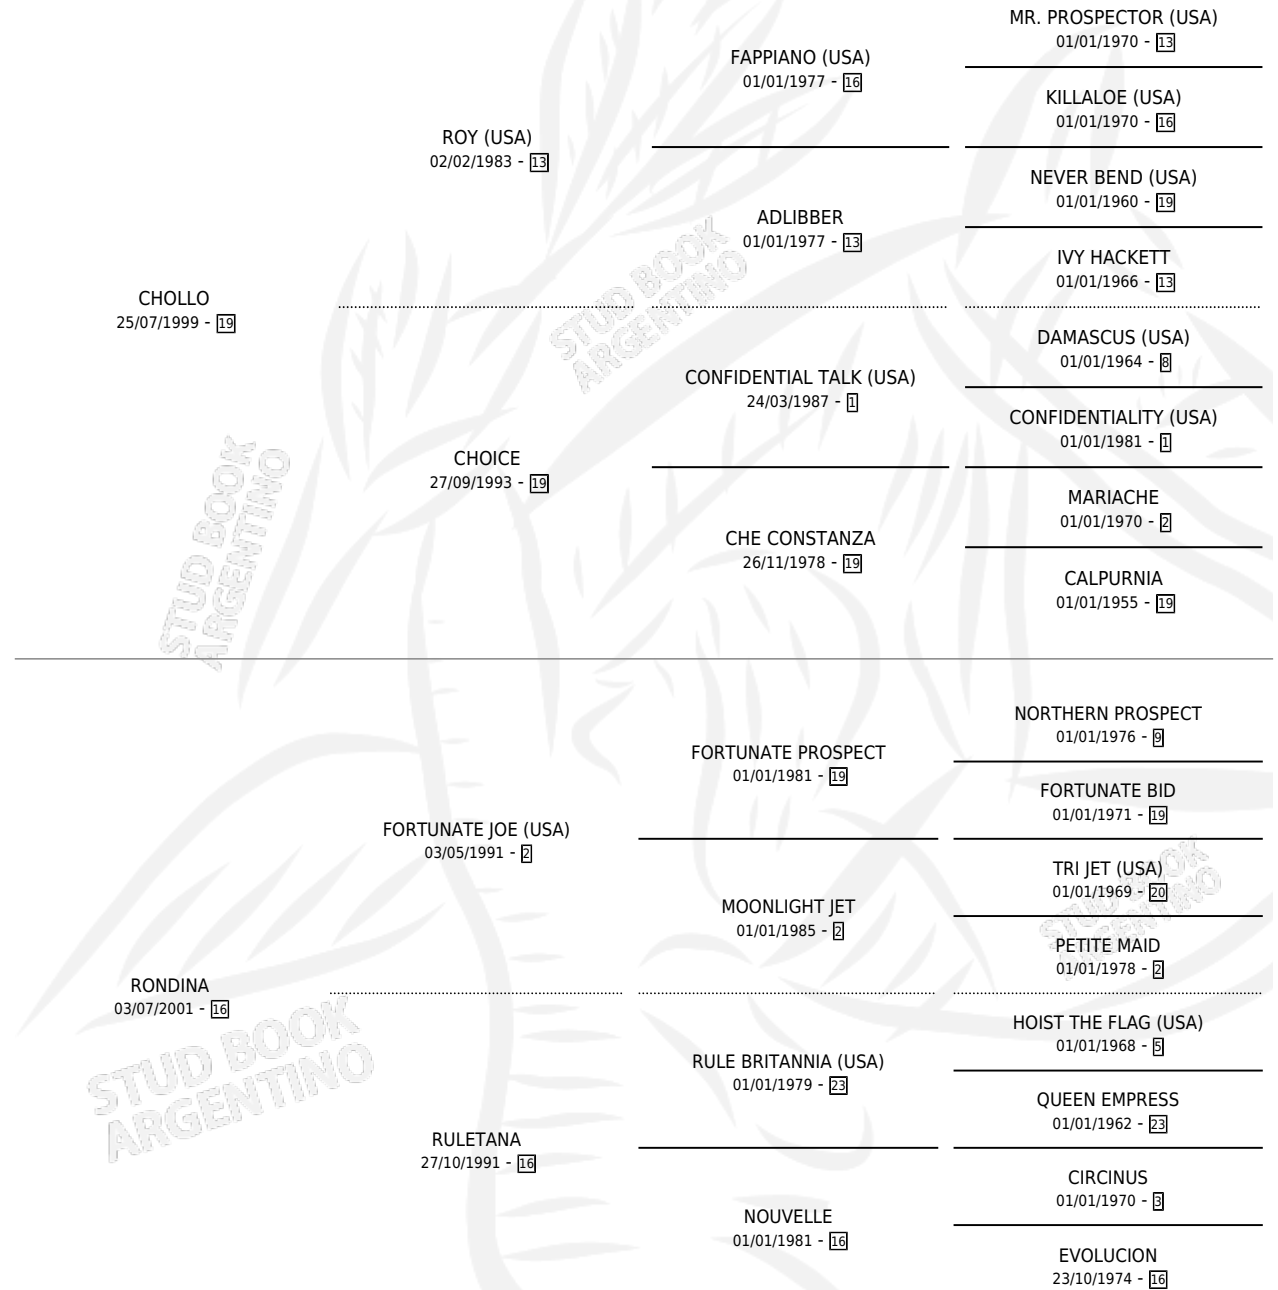 MR. PROSPECTOR (USA)
01/01/1970 - 13
FAPPIANO (USA)
01/01/1977 - 16
KILLALOE (USA)
01/01/1970 - 16
ROY (USA)
02/02/1983 - 13
NEVER BEND (USA)
01/01/1960 - 19
ADLIBBER
01/01/1977 - 13
IVY HACKETT
01/01/1966 - 13
CHOLLO
25/07/1999 - 19
DAMASCUS (USA)
01/01/1964 - 8
CONFIDENTIAL TALK (USA)
24/03/1987 - 1
CONFIDENTIALITY (USA)
01/01/1981 - 1
CHOICE
27/09/1993 - 19
MARIACHE
01/01/1970 - 2
CHE CONSTANZA
26/11/1978 - 19
CALPURNIA
01/01/1955 - 19
STUD BOOK
ARGENTINO
STUD BOOK
ARGENTINO
NORTHERN PROSPECT
01/01/1976 - 9
FORTUNATE PROSPECT
01/01/1981 - 19
FORTUNATE BID
01/01/1971 - 19
FORTUNATE JOE (USA)
03/05/1991 - 2
TRI JET (USA)
01/01/1969 - 20
MOONLIGHT JET
01/01/1985 - 2
PETITE MAID
01/01/1978 - 2
RONDINA
03/07/2001 - 16
HOIST THE FLAG (USA)
01/01/1968 - 5
RULE BRITANNIA (USA)
01/01/1979 - 23
QUEEN EMPRESS
01/01/1962 - 23
RULETANA
27/10/1991 - 16
CIRCINUS
01/01/1970 - 3
NOUVELLE
01/01/1981 - 16
EVOLUCION
23/10/1974 - 16
STUD BOOK
ARGENTINO
STUD BOOK
ARGENTINO